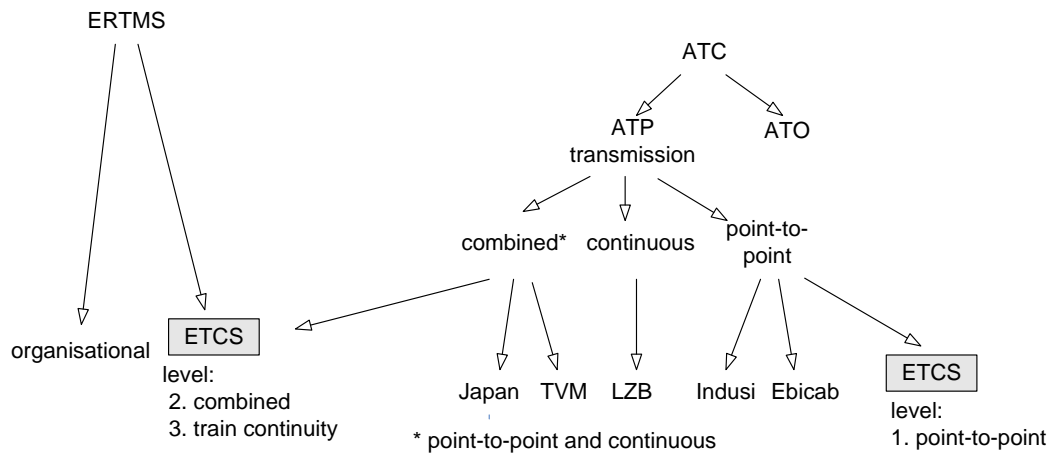 ERTMS
ATC
ATP
transmission
ATO
combined*
continuous
point-to-
point
organisational
ETCS
level:
2. combined
3. train continuity
Japan
TVM
LZB
Indusi
Ebicab
ETCS
level:
1. point-to-point
* point-to-point and continuous